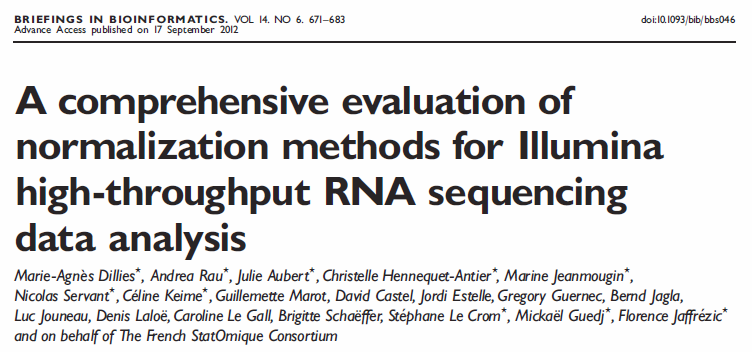 BRIEFINGS IN BIOINFORMATICS. VOL 14. NO 6. 671–683
doi:10.1093/bib/bbs046
Advance Access published on 17 September 2012
A comprehensive evaluation of
normalization methods for Illumina
high-throughput RNA sequencing
data analysis
Marie-Agnès Dillies*, Andrea Rau*, Julie Aubert*, Christelle Hennequet-Antier*, Marine Jeanmougin*,
Nicolas Servant*, Céline Keime*, Guillemette Marot, David Castel, Jordi Estelle, Gregory Guernec, Bernd Jagla,
Luc Jouneau, Denis Laloë, Caroline Le Gall, Brigitte Schaëffer, Stéphane Le Crom*, Mickaël Guedj*, Florence Jaffrézic*
and on behalf of The French StatOmique Consortium